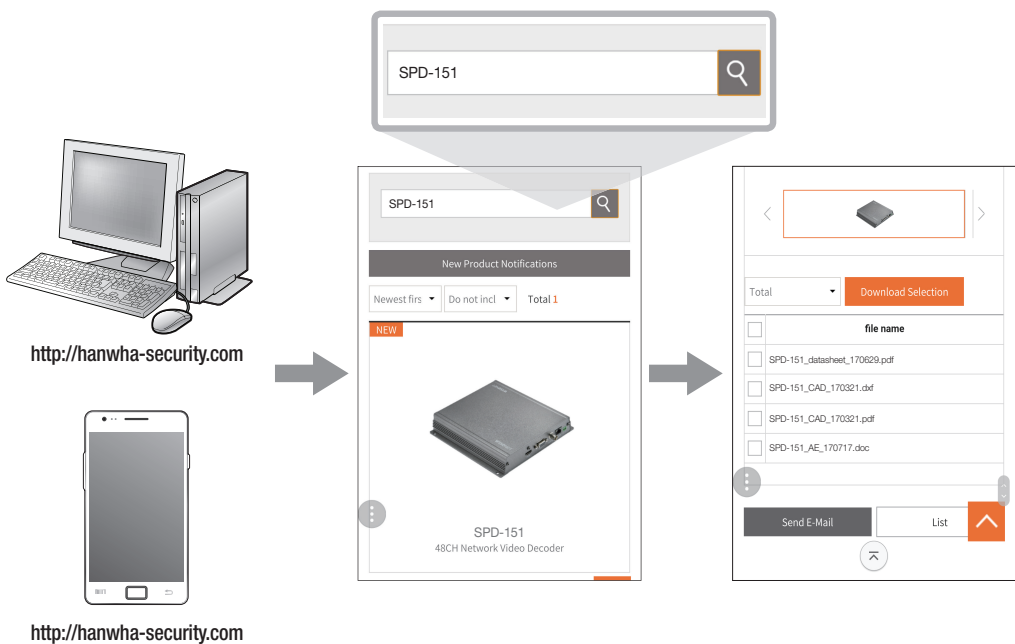 SPD-151
SPD-151
New Product Notifications
Newest firs
Do not incl
Total 1
NEW
SPD-151
48CH Network Video Decoder
http://hanwha-security.com
http://hanwha-security.com
Total
Download Selection
file name
SPD-151_datasheet_170629.pdf
SPD-151_CAD_170321.dxf
SPD-151_CAD_170321.pdf
SPD-151_AE_170717.doc
Send E-Mail
List